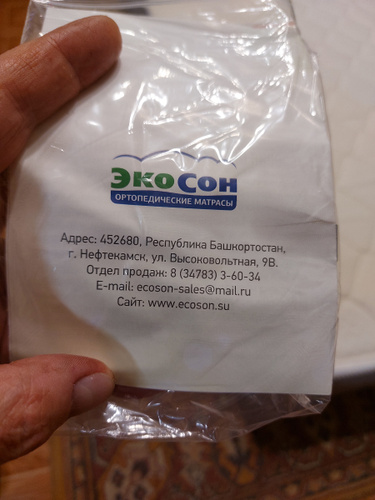 ЭКОСОН
ОРТОПЕДИЧЕСКИЕ МАТРАСЫ
Адрес: 452680, Республика Башкортостан,
г. Нефтекамск, ул. Высоковольтная, 9В.
Отдел продаж: 8 (34783) 3-60-34
E-mail: ecoson-sales@mail.ru
Сайт: www.ecoson.su